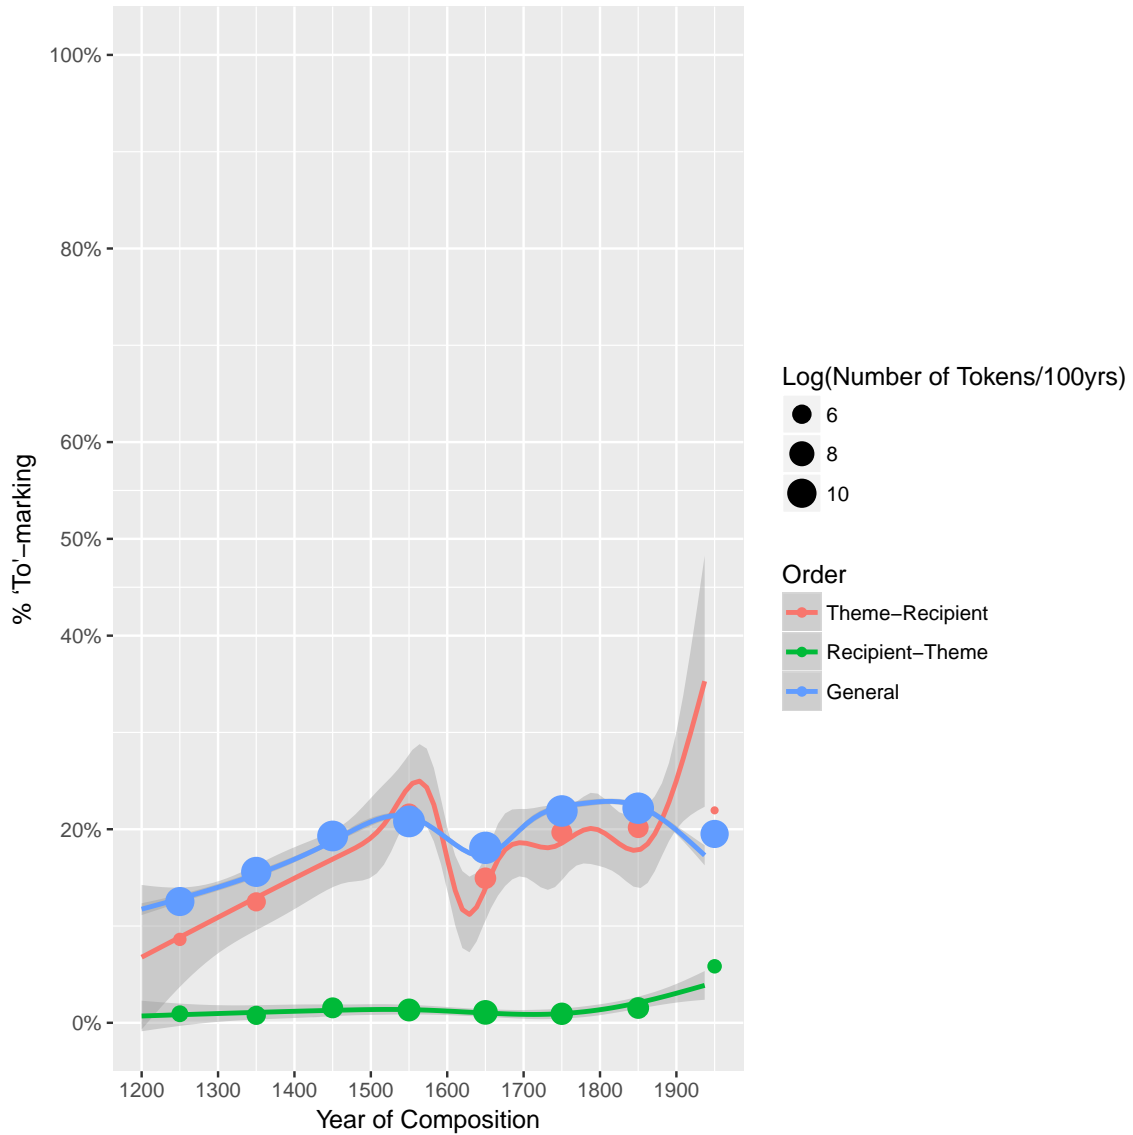 100%
80%
60%
50%
40%
20%
0%
% ‘To'−marking
1200 1300 1400 1500 1600 1700 1800 1900
Year of Composition
Log(Number of Tokens/100yrs)
6
8
10
Order
Theme−Recipient
Recipient−Theme
General